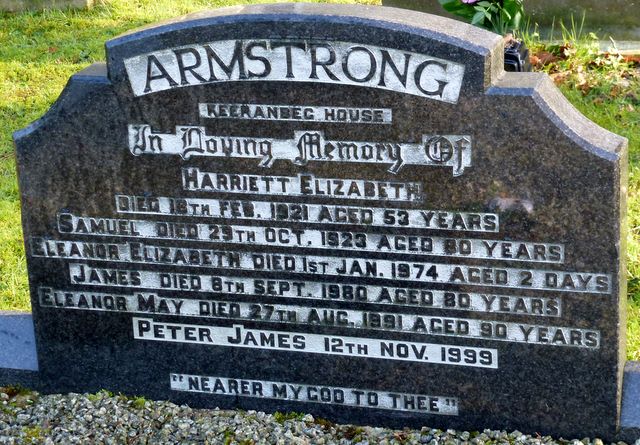 ARMSTRONG
KEERANBEG HOUSE
In Loving Memory Of
HARRIETT ELIZABETH
DIED 18TH FEB. 1921 AGED 53 YEARS
SAMUEL DIED 29TH OCT. 1923 AGED 60 YEARS
ELEANOR ELIZABETH DIED 1ST JAN. 1974 AGED 2 DAYS
JAMES DIED 8TH SEPT. 1980 AGED 80 YEARS
ELEANOR MAY DIED 27TH AUG. 1991 AGED 90 YEARS
PETER JAMES 12TH NOV. 1999
"NEARER MY GOD TO THEE"